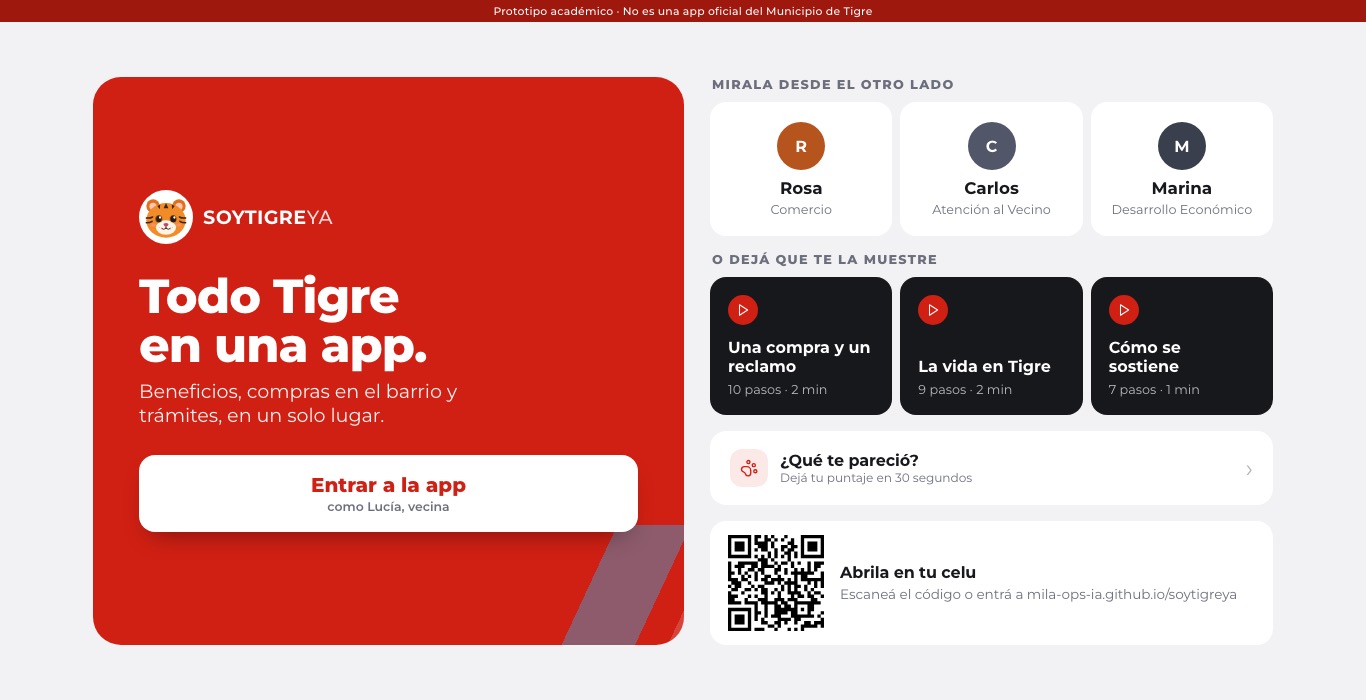 Prototipo académico · No es una app oficial del Municipio de Tigre
SOYTIGREYA
Todo Tigre
en una app.
Beneficios, compras en el barrio y
trámites, en un solo lugar.
Entrar a la app
como Lucía, vecina
MIRALA DESDE EL OTRO LADO
R
Rosa
Comercio
C
Carlos
Atención al Vecino
M
Marina
Desarrollo Económico
O DEJÁ QUE TE LA MUESTRE
Una compra y un
reclamo
10 pasos · 2 min
La vida en Tigre
9 pasos · 2 min
Cómo se
sostiene
7 pasos · 1 min
¿Qué te pareció?
Dejá tu puntaje en 30 segundos
Abrila en tu celu
Escaneá el código o entrá a mila-ops-ia.github.io/soytigreya